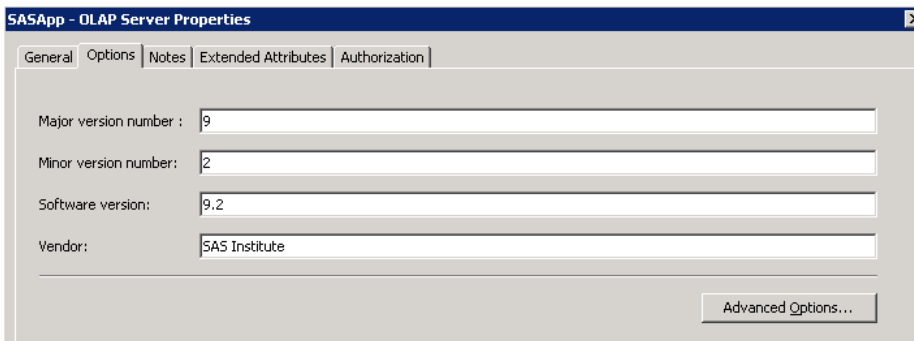 SASApp - OLAP Server Properties
General Options Notes Extended Attributes Authorization
Major version number : 9
Minor version number: 2
Software version: 9.2
Vendor: SAS Institute
Advanced Options...